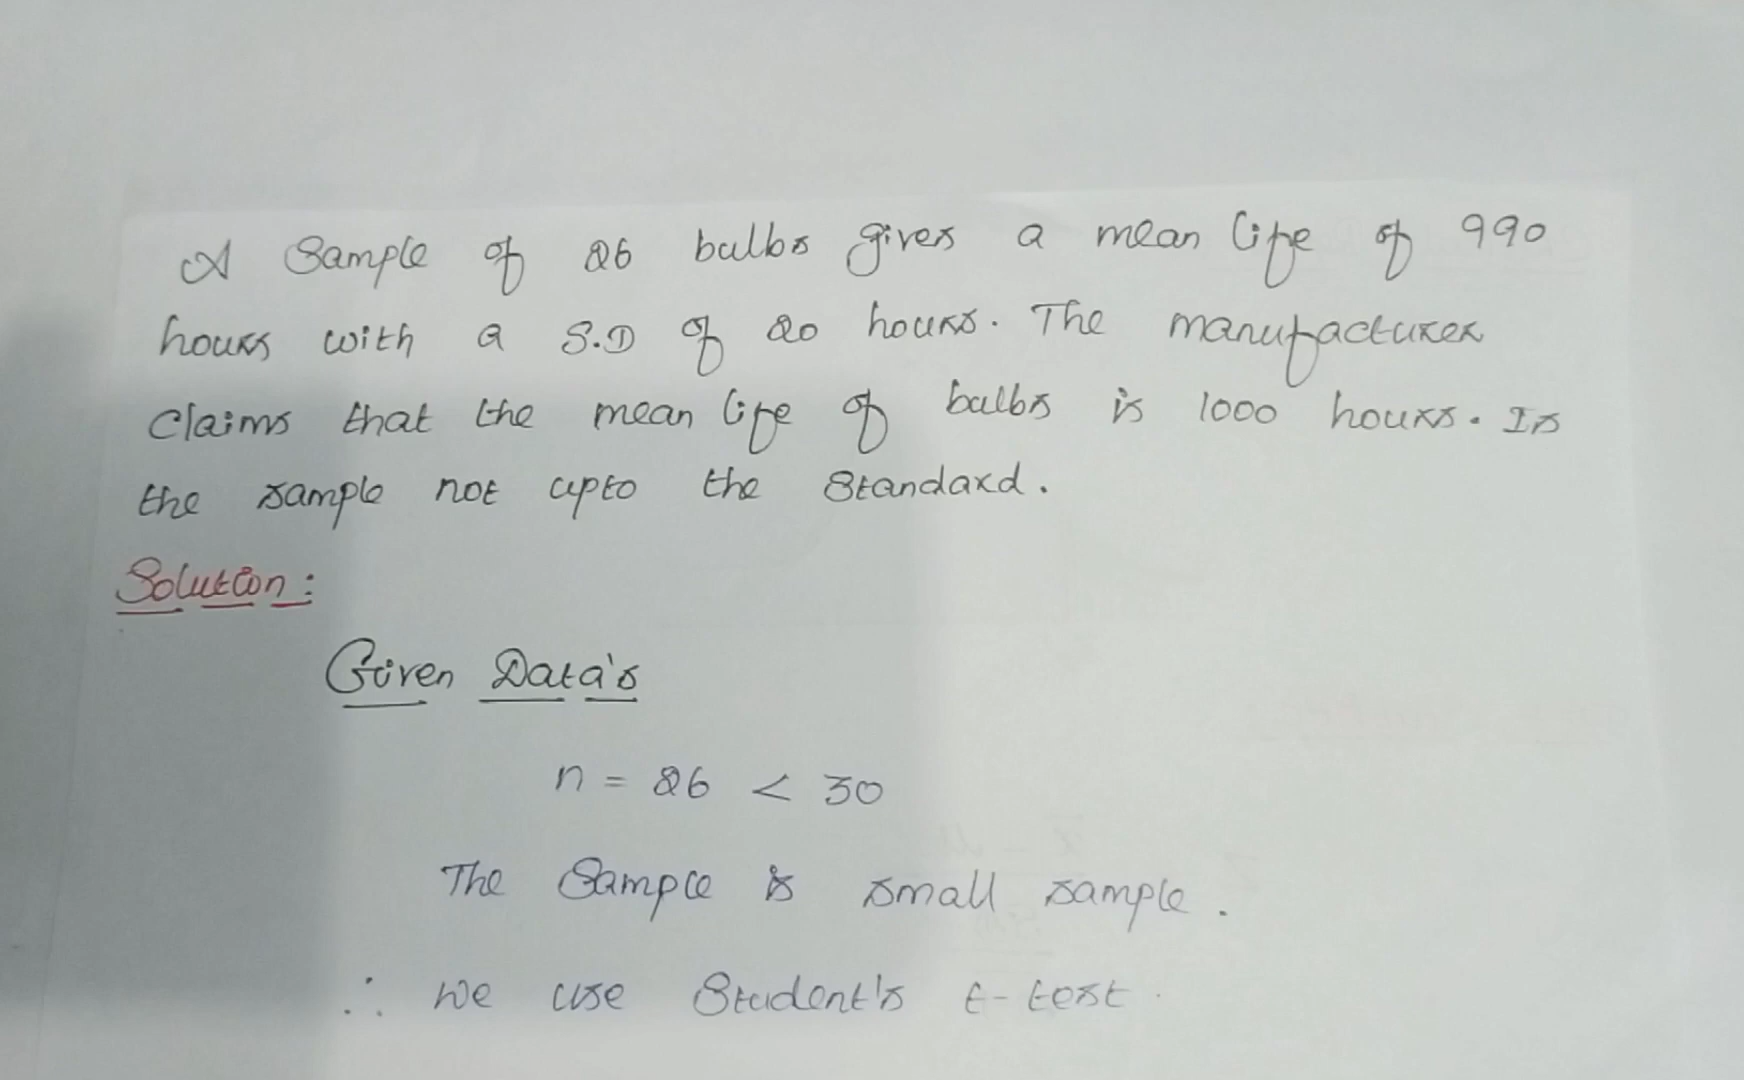 A Sample of 26 bulbs gives a mean life of 990
hours with a S.D of 20 hours. The manufacturer
claims that the mean life of bulbs is 1000 hours. Is
the sample not upto the Standard.
Solution:
Given Data's
n = 26 < 30
The Sample is small sample.
∴ we use Student's t-test.